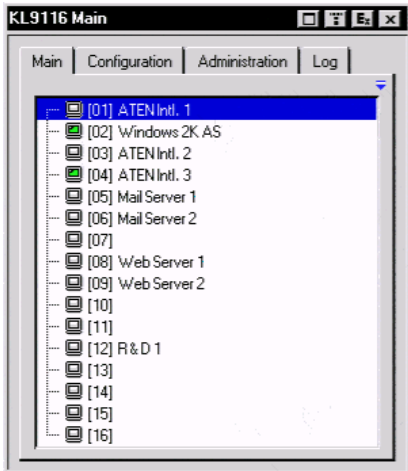 KL9116 Main
Ex
Main Configuration Administration Log
[01] ATEN Intl. 1
[02] Windows 2K AS
[03] ATEN Intl. 2
[04] ATEN Intl. 3
[05] Mail Server 1
[06] Mail Server 2
[07]
[08] Web Server 1
[09] Web Server 2
[10]
[11]
[12] R & D 1
[13]
[14]
[15]
[16]